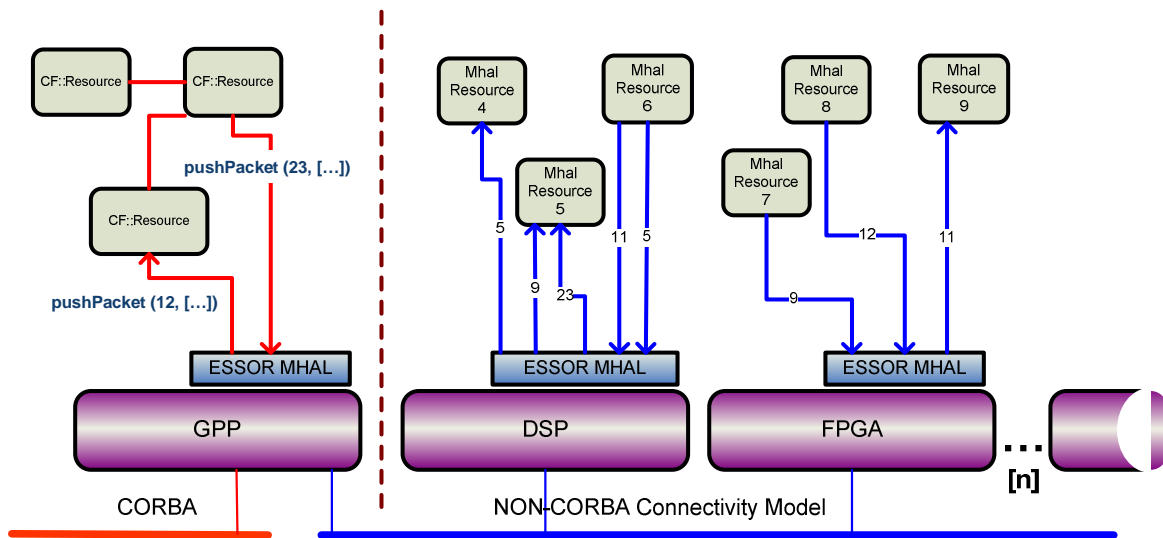 CF::Resource
CF::Resource
pushPacket (23, […])
CF::Resource
pushPacket (12, […])
ESSOR MHAL
GPP
CORBA
Mhal
Resource
4
Mhal
Resource
6
Mhal
Resource
5
5
9
23
11
5
ESSOR MHAL
DSP
Mhal
Resource
8
Mhal
Resource
9
Mhal
Resource
7
12
11
9
ESSOR MHAL
FPGA
...
[n]
NON-CORBA Connectivity Model